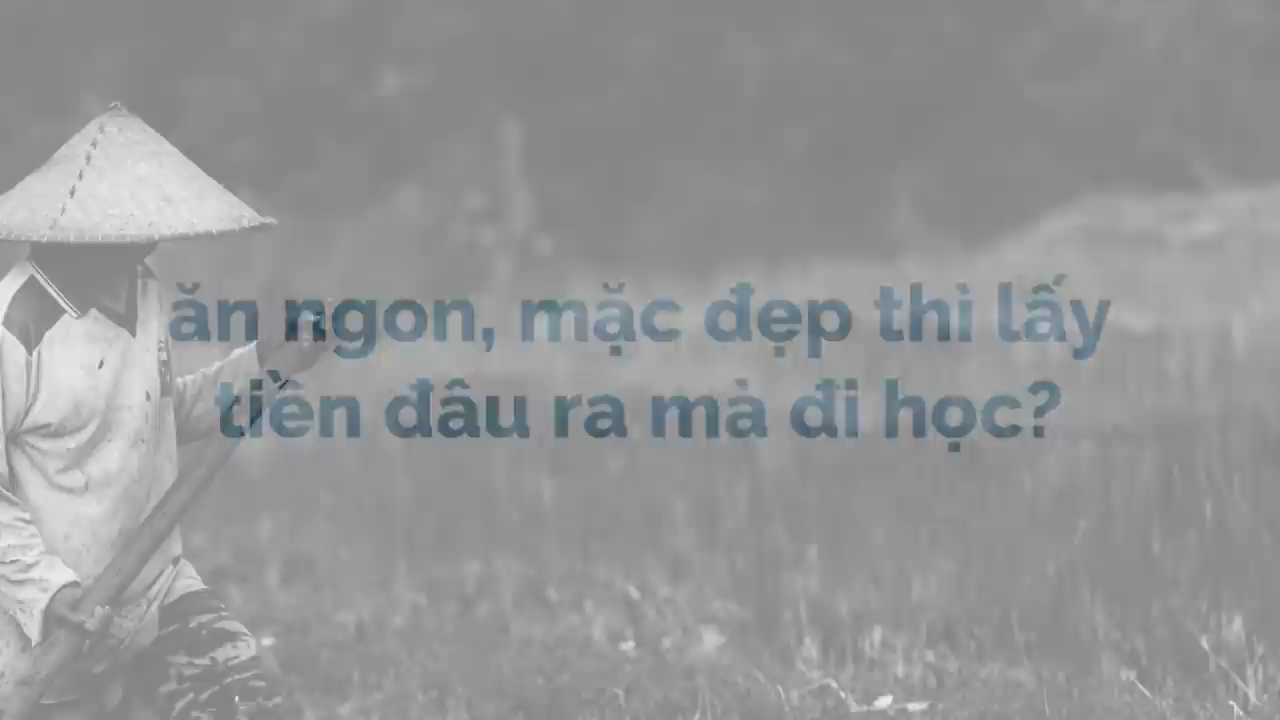 ăn ngon, mặc đẹp thì lấy
tiền đâu ra mà đi học?